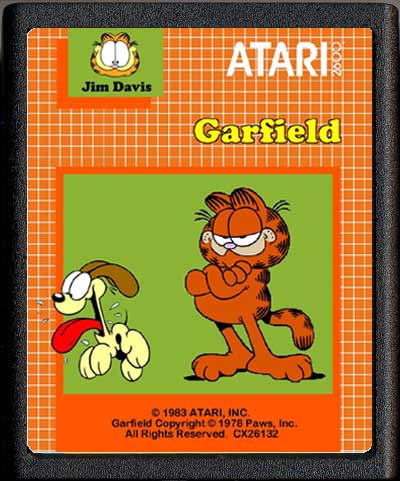 Jim Davis
ATARI 2600
Garfield
© 1983 ATARI, INC.
Garfield Copyright © 1978 Paws, Inc.
All Rights Reserved. CX26132